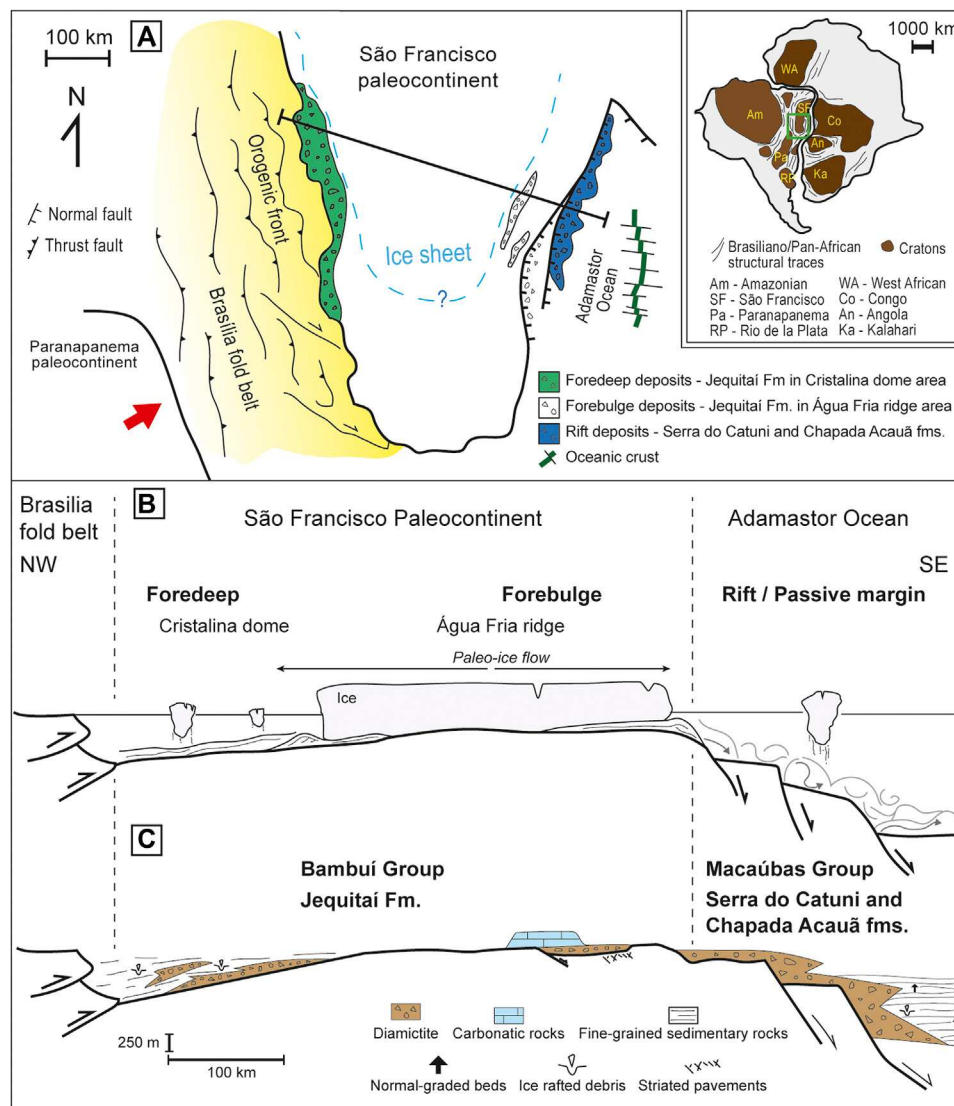 100 km
A
N
Normal fault
Thrust fault
São Francisco
paleocontinent
Orogenic front
Brasilia fold belt
Ice sheet
?
Adamastor
Ocean
Paranapanema
paleocontinent
Foredeep deposits - Jequitaí Fm in Cristalina dome area
Forebulge deposits - Jequitaí Fm. in Água Fria ridge area
Rift deposits - Serra do Catuni and Chapada Acauã fms.
Oceanic crust
1000 km
WA
Am
SF
Co
An
Pa
RP
Ka
Brasiliano/Pan-African
structural traces
Cratons
Am - Amazonian
WA - West African
SF - São Francisco
Co - Congo
Pa - Paranapanema
An - Angola
RP - Rio de la Plata
Ka - Kalahari
Brasilia
fold belt
B
São Francisco Paleocontinent
Adamastor Ocean
NW
SE
Foredeep
Forebulge
Rift / Passive margin
Cristalina dome
Água Fria ridge
Paleo-ice flow
Ice
C
Bambuí Group
Jequitaí Fm.
Macaúbas Group
Serra do Catuni and
Chapada Acauã fms.
250 m
100 km
Diamictite
Carbonatic rocks
Fine-grained sedimentary rocks
Normal-graded beds
Ice rafted debris
Striated pavements